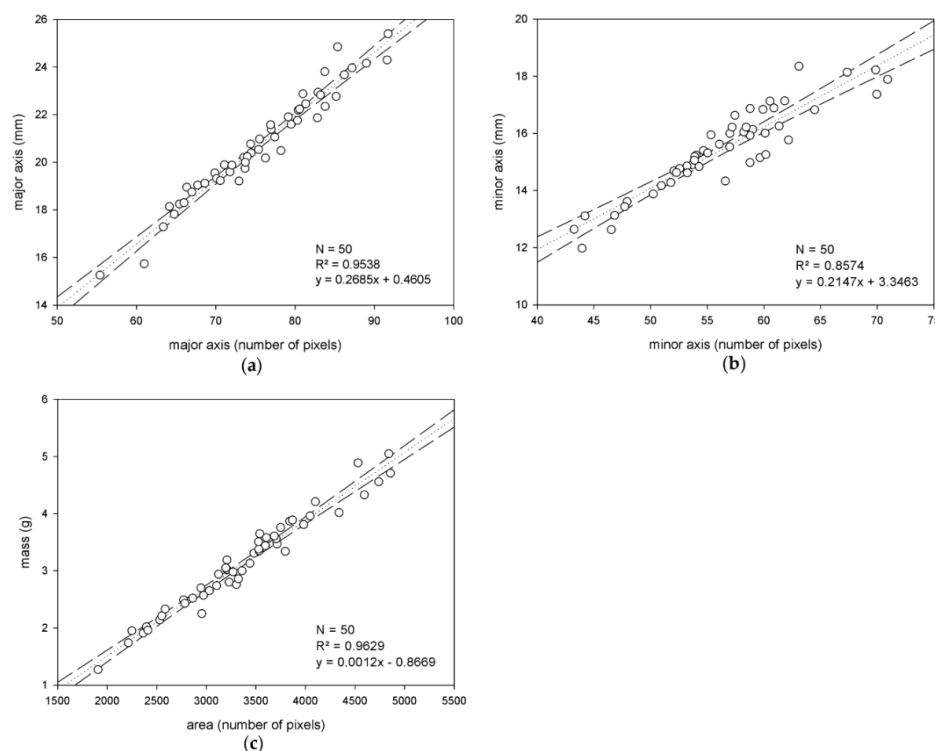 26
24
22
20
18
16
14
major axis (mm)
N = 50
R² = 0.9538
y = 0.2685x + 0.4605
50 60 70 80 90 100
major axis (number of pixels)
(a)
20
18
16
14
12
10
minor axis (mm)
N = 50
R² = 0.8574
y = 0.2147x + 3.3463
40 45 50 55 60 65 70 75
minor axis (number of pixels)
(b)
6
5
4
3
2
1
mass (g)
N = 50
R² = 0.9629
y = 0.0012x - 0.8669
1500 2000 2500 3000 3500 4000 4500 5000 5500
area (number of pixels)
(c)